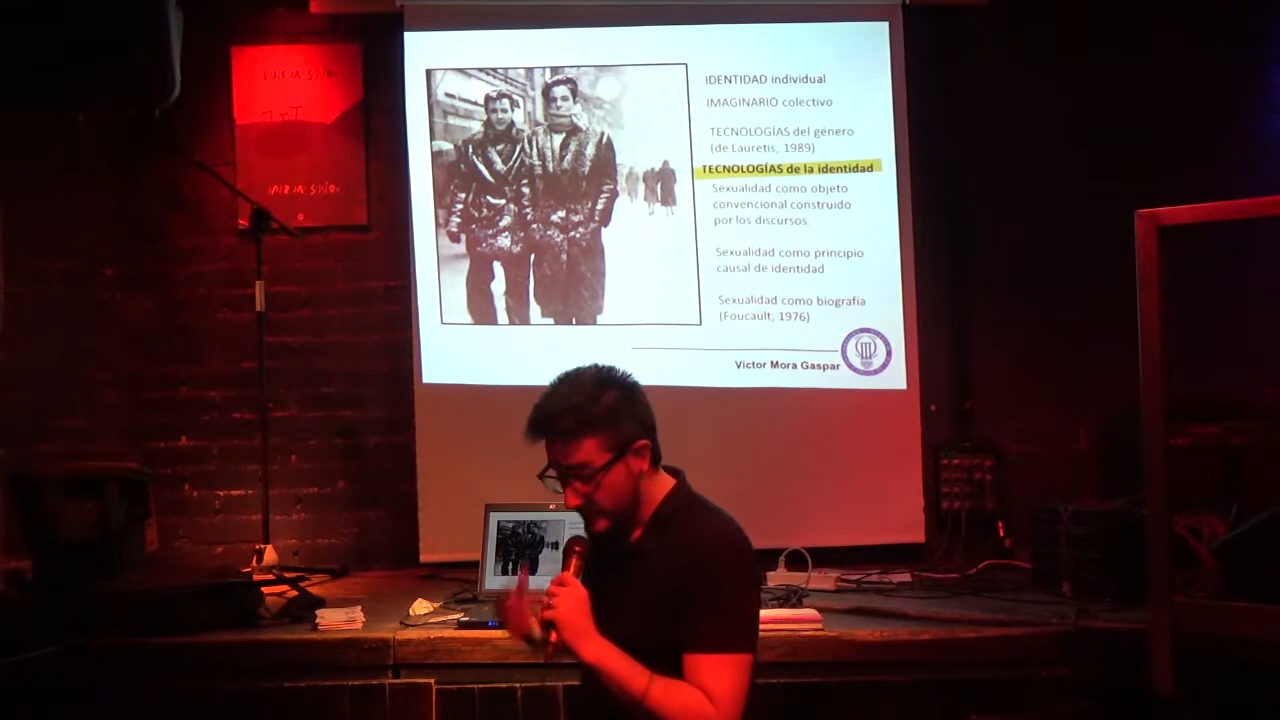 IDENTIDAD individual
IMAGINARIO colectivo
TECNOLOGÍAS del género
(de Lauretis, 1989)
TECNOLOGÍAS de la identidad
Sexualidad como objeto
convencional construido
por los discursos.
Sexualidad como principio
causal de identidad
Sexualidad como biografía
(Foucault, 1976)
Victor Mora Gaspar